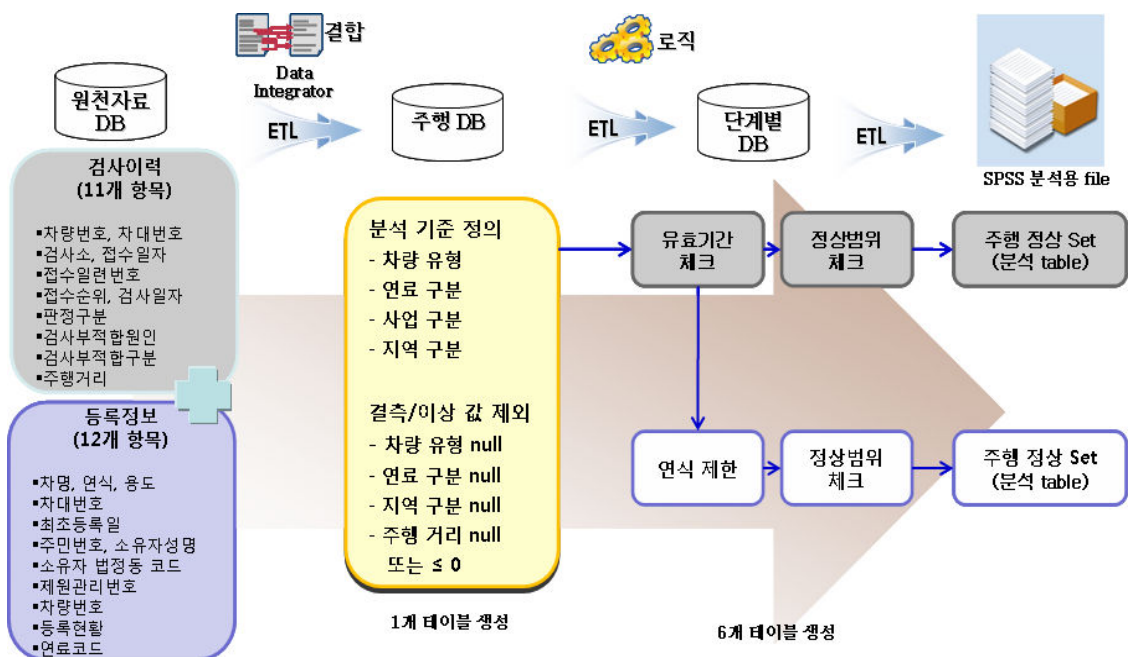 결합
Data
Integrator
로직
원천자료
DB
ETL
주행 DB
ETL
단계별
DB
ETL
SPSS 분석용 file
검사이력
(11개 항목)
▪차량번호, 차대번호
▪검사소, 접수일자
▪접수일련번호
▪접수순위, 검사일자
▪판정구분
▪검사부적합원인
▪검사부적합구분
▪주행거리
등록정보
(12개 항목)
▪차명, 연식, 용도
▪차대번호
▪최초등록일
▪주민번호, 소유자성명
▪소유자 법정동 코드
▪제원관리번호
▪차량번호
▪등록현황
▪연료코드
분석 기준 정의
- 차량 유형
- 연료 구분
- 사업 구분
- 지역 구분
결측/이상 값 제외
- 차량 유형 null
- 연료 구분 null
- 지역 구분 null
- 주행 거리 null
또는 ≤ 0
1개 테이블 생성
유효기간
체크
정상범위
체크
주행 정상 Set
(분석 table)
연식 제한
정상범위
체크
주행 정상 Set
(분석 table)
6개 테이블 생성